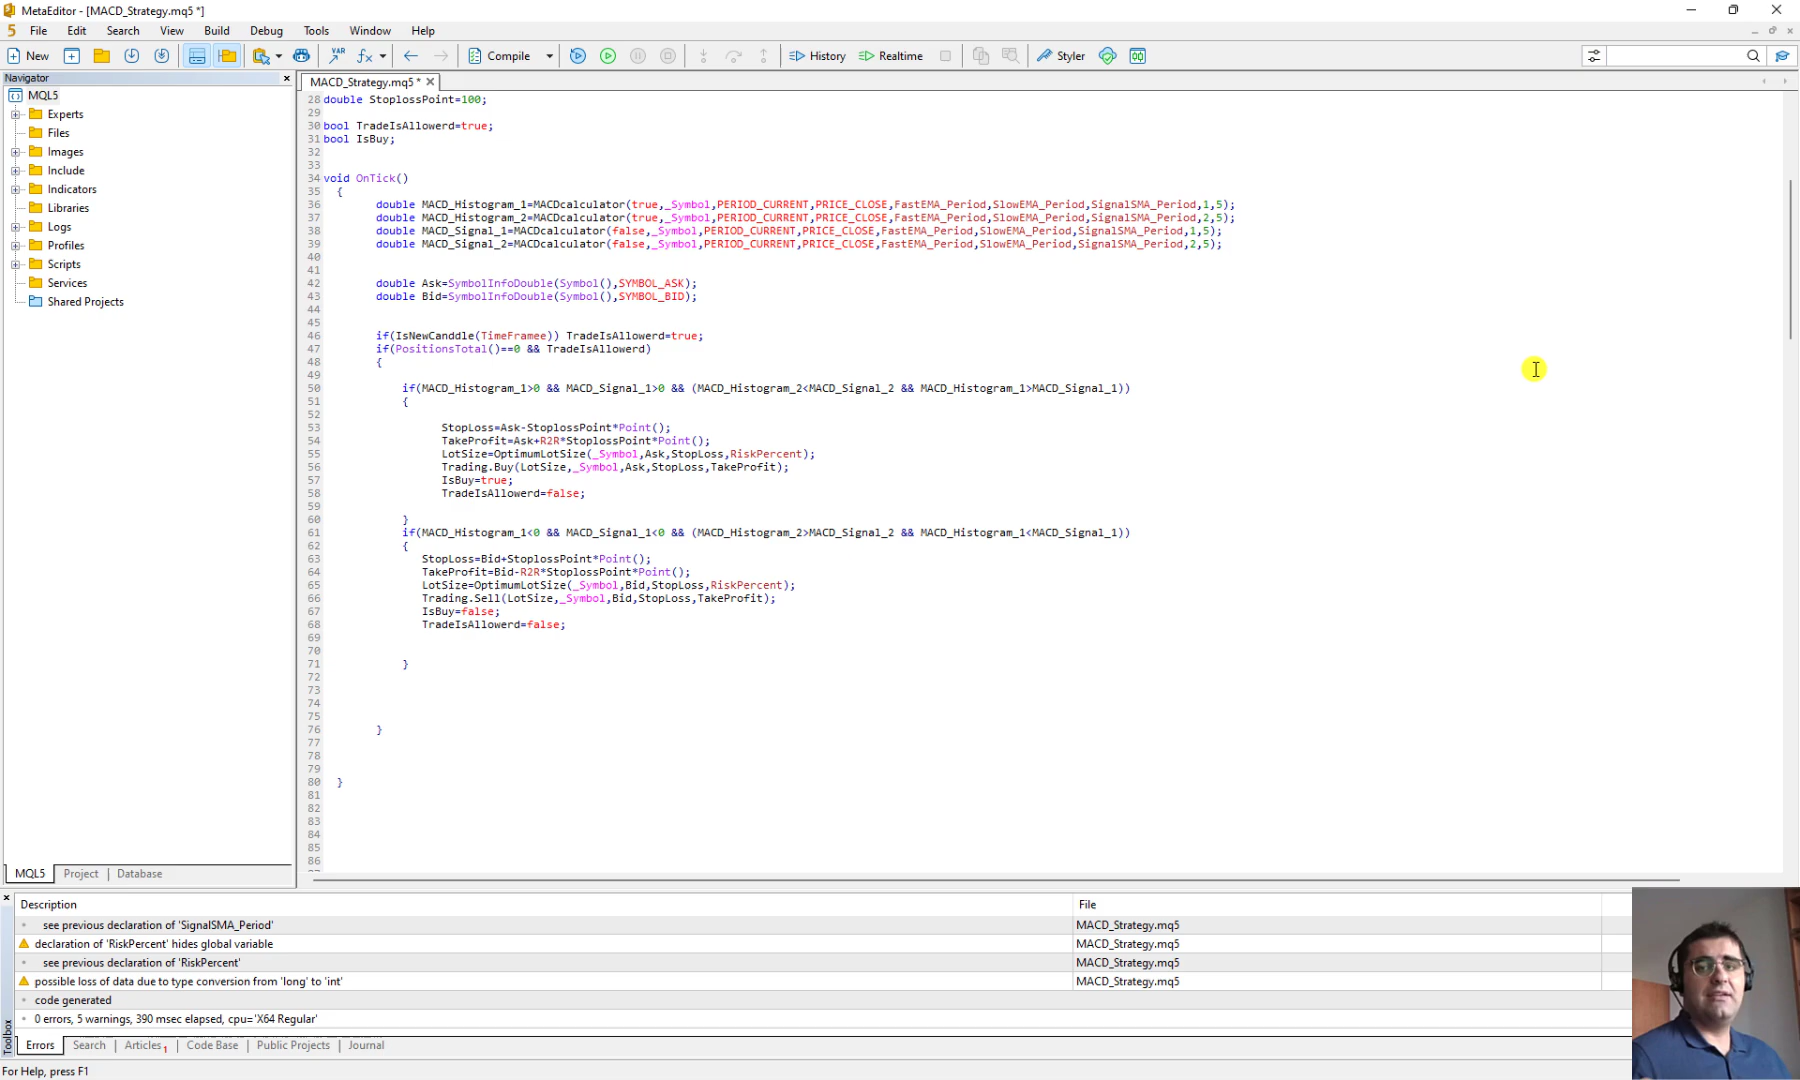 MetaEditor - [MACD_Strategy.mq5 *]
5 File Edit Search View Build Debug Tools Window Help
New Compile History Realtime Styler
Navigator
MACD_Strategy.mq5 *
MQL5
Experts
Files
Images
Include
Indicators
Libraries
Logs
Profiles
Scripts
Services
Shared Projects
28 double StoplossPoint=100;
29
30 bool TradeIsAllowerd=true;
31 bool IsBuy;
32
33
34 void OnTick()
35 {
36 double MACD_Histogram_1=MACDcalculator(true,_Symbol,PERIOD_CURRENT,PRICE_CLOSE,FastEMA_Period,SlowEMA_Period,SignalSMA_Period,1,5);
37 double MACD_Histogram_2=MACDcalculator(true,_Symbol,PERIOD_CURRENT,PRICE_CLOSE,FastEMA_Period,SlowEMA_Period,SignalSMA_Period,2,5);
38 double MACD_Signal_1=MACDcalculator(false,_Symbol,PERIOD_CURRENT,PRICE_CLOSE,FastEMA_Period,SlowEMA_Period,SignalSMA_Period,1,5);
39 double MACD_Signal_2=MACDcalculator(false,_Symbol,PERIOD_CURRENT,PRICE_CLOSE,FastEMA_Period,SlowEMA_Period,SignalSMA_Period,2,5);
40
41
42 double Ask=SymbolInfoDouble(Symbol(),SYMBOL_ASK);
43 double Bid=SymbolInfoDouble(Symbol(),SYMBOL_BID);
44
45
46 if(IsNewCanddle(TimeFramee)) TradeIsAllowerd=true;
47 if(PositionsTotal()==0 && TradeIsAllowerd)
48 {
49
50 if(MACD_Histogram_1>0 && MACD_Signal_1>0 && (MACD_Histogram_2<MACD_Signal_2 && MACD_Histogram_1>MACD_Signal_1))
51 {
52
53 StopLoss=Ask-StoplossPoint*Point();
54 TakeProfit=Ask+R2R*StoplossPoint*Point();
55 LotSize=OptimumLotSize(_Symbol,Ask,StopLoss,RiskPercent);
56 Trading.Buy(LotSize,_Symbol,Ask,StopLoss,TakeProfit);
57 IsBuy=true;
58 TradeIsAllowerd=false;
59
60 }
61 if(MACD_Histogram_1<0 && MACD_Signal_1<0 && (MACD_Histogram_2>MACD_Signal_2 && MACD_Histogram_1<MACD_Signal_1))
62 {
63 StopLoss=Bid+StoplossPoint*Point();
64 TakeProfit=Bid-R2R*StoplossPoint*Point();
65 LotSize=OptimumLotSize(_Symbol,Bid,StopLoss,RiskPercent);
66 Trading.Sell(LotSize,_Symbol,Bid,StopLoss,TakeProfit);
67 IsBuy=false;
68 TradeIsAllowerd=false;
69
70
71 }
72
73
74
75
76 }
77
78
79
80 }
81
82
83
84
85
86
MQL5 Project Database
Description File
see previous declaration of 'SignalSMA_Period' MACD_Strategy.mq5
declaration of 'RiskPercent' hides global variable MACD_Strategy.mq5
see previous declaration of 'RiskPercent' MACD_Strategy.mq5
possible loss of data due to type conversion from 'long' to 'int' MACD_Strategy.mq5
code generated
0 errors, 5 warnings, 390 msec elapsed, cpu='X64 Regular'
Toolbox
Errors Search Articles 1 Code Base Public Projects Journal
For Help, press F1